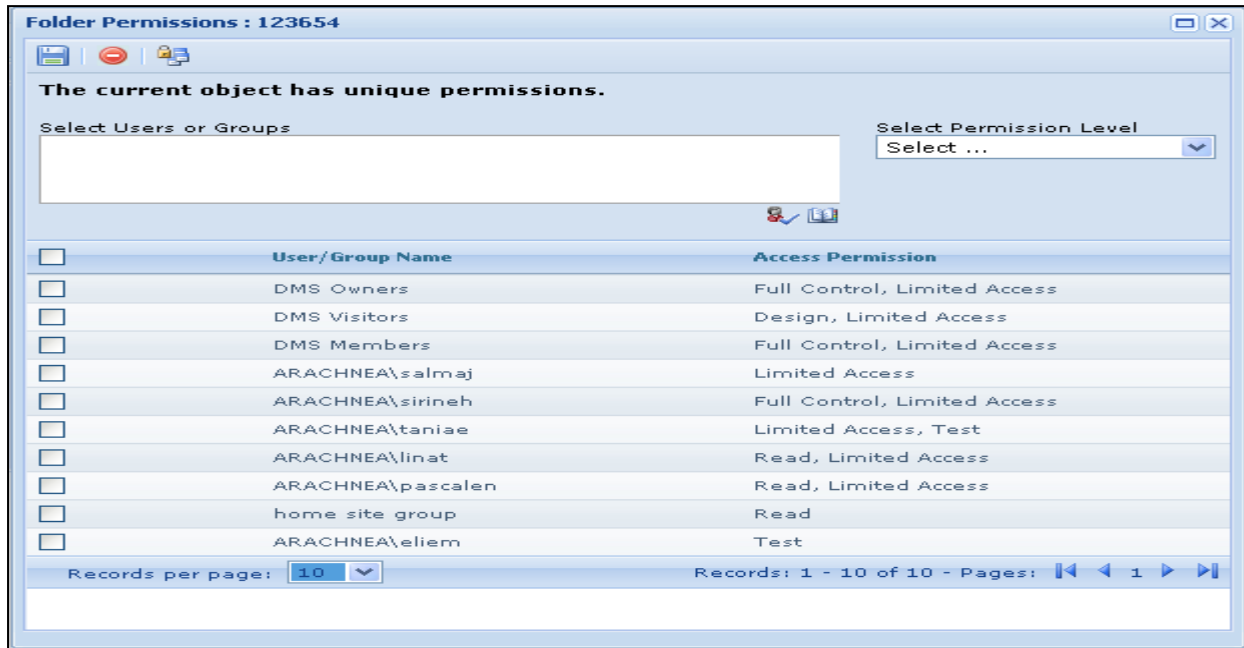 Folder Permissions : 123654
The current object has unique permissions.
Select Users or Groups
Select Permission Level
Select ...
User/Group Name Access Permission
DMS Owners Full Control, Limited Access
DMS Visitors Design, Limited Access
DMS Members Full Control, Limited Access
ARACHNEA\salmaj Limited Access
ARACHNEA\sirineh Full Control, Limited Access
ARACHNEA\taniae Limited Access, Test
ARACHNEA\linat Read, Limited Access
ARACHNEA\pascalen Read, Limited Access
home site group Read
ARACHNEA\eliem Test
Records per page: 10 Records: 1 - 10 of 10 - Pages: 1